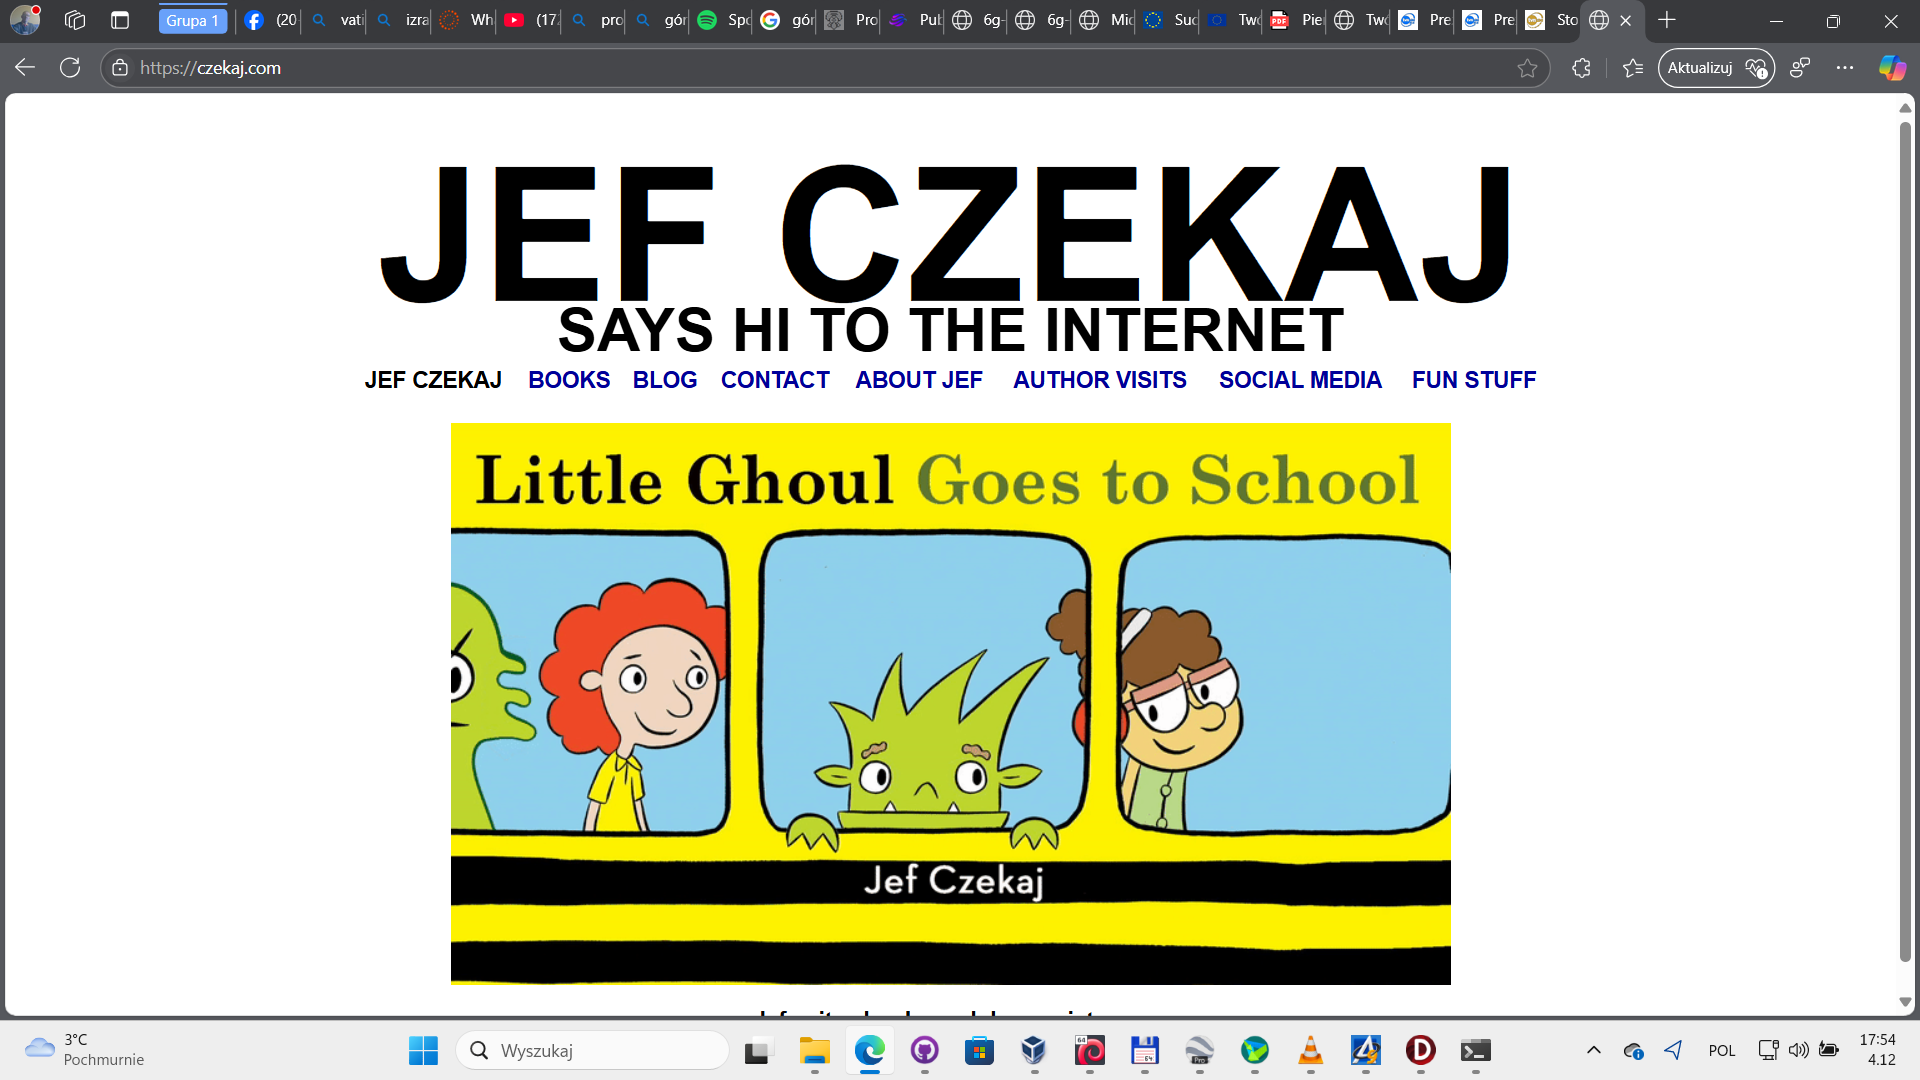 Grupa 1 (20 vati izra Wh (17. pro gór Spo gór Pro Pub 6g- 6g- Mic Suc Two Pie Two Pre Pre Sto
https://czekaj.com Aktualizuj
JEF CZEKAJ
SAYS HI TO THE INTERNET
JEF CZEKAJ BOOKS BLOG CONTACT ABOUT JEF AUTHOR VISITS SOCIAL MEDIA FUN STUFF
Little Ghoul Goes to School
Jef Czekaj
3°C
Pochmurnie
Wyszukaj
POL
17:54
4.12